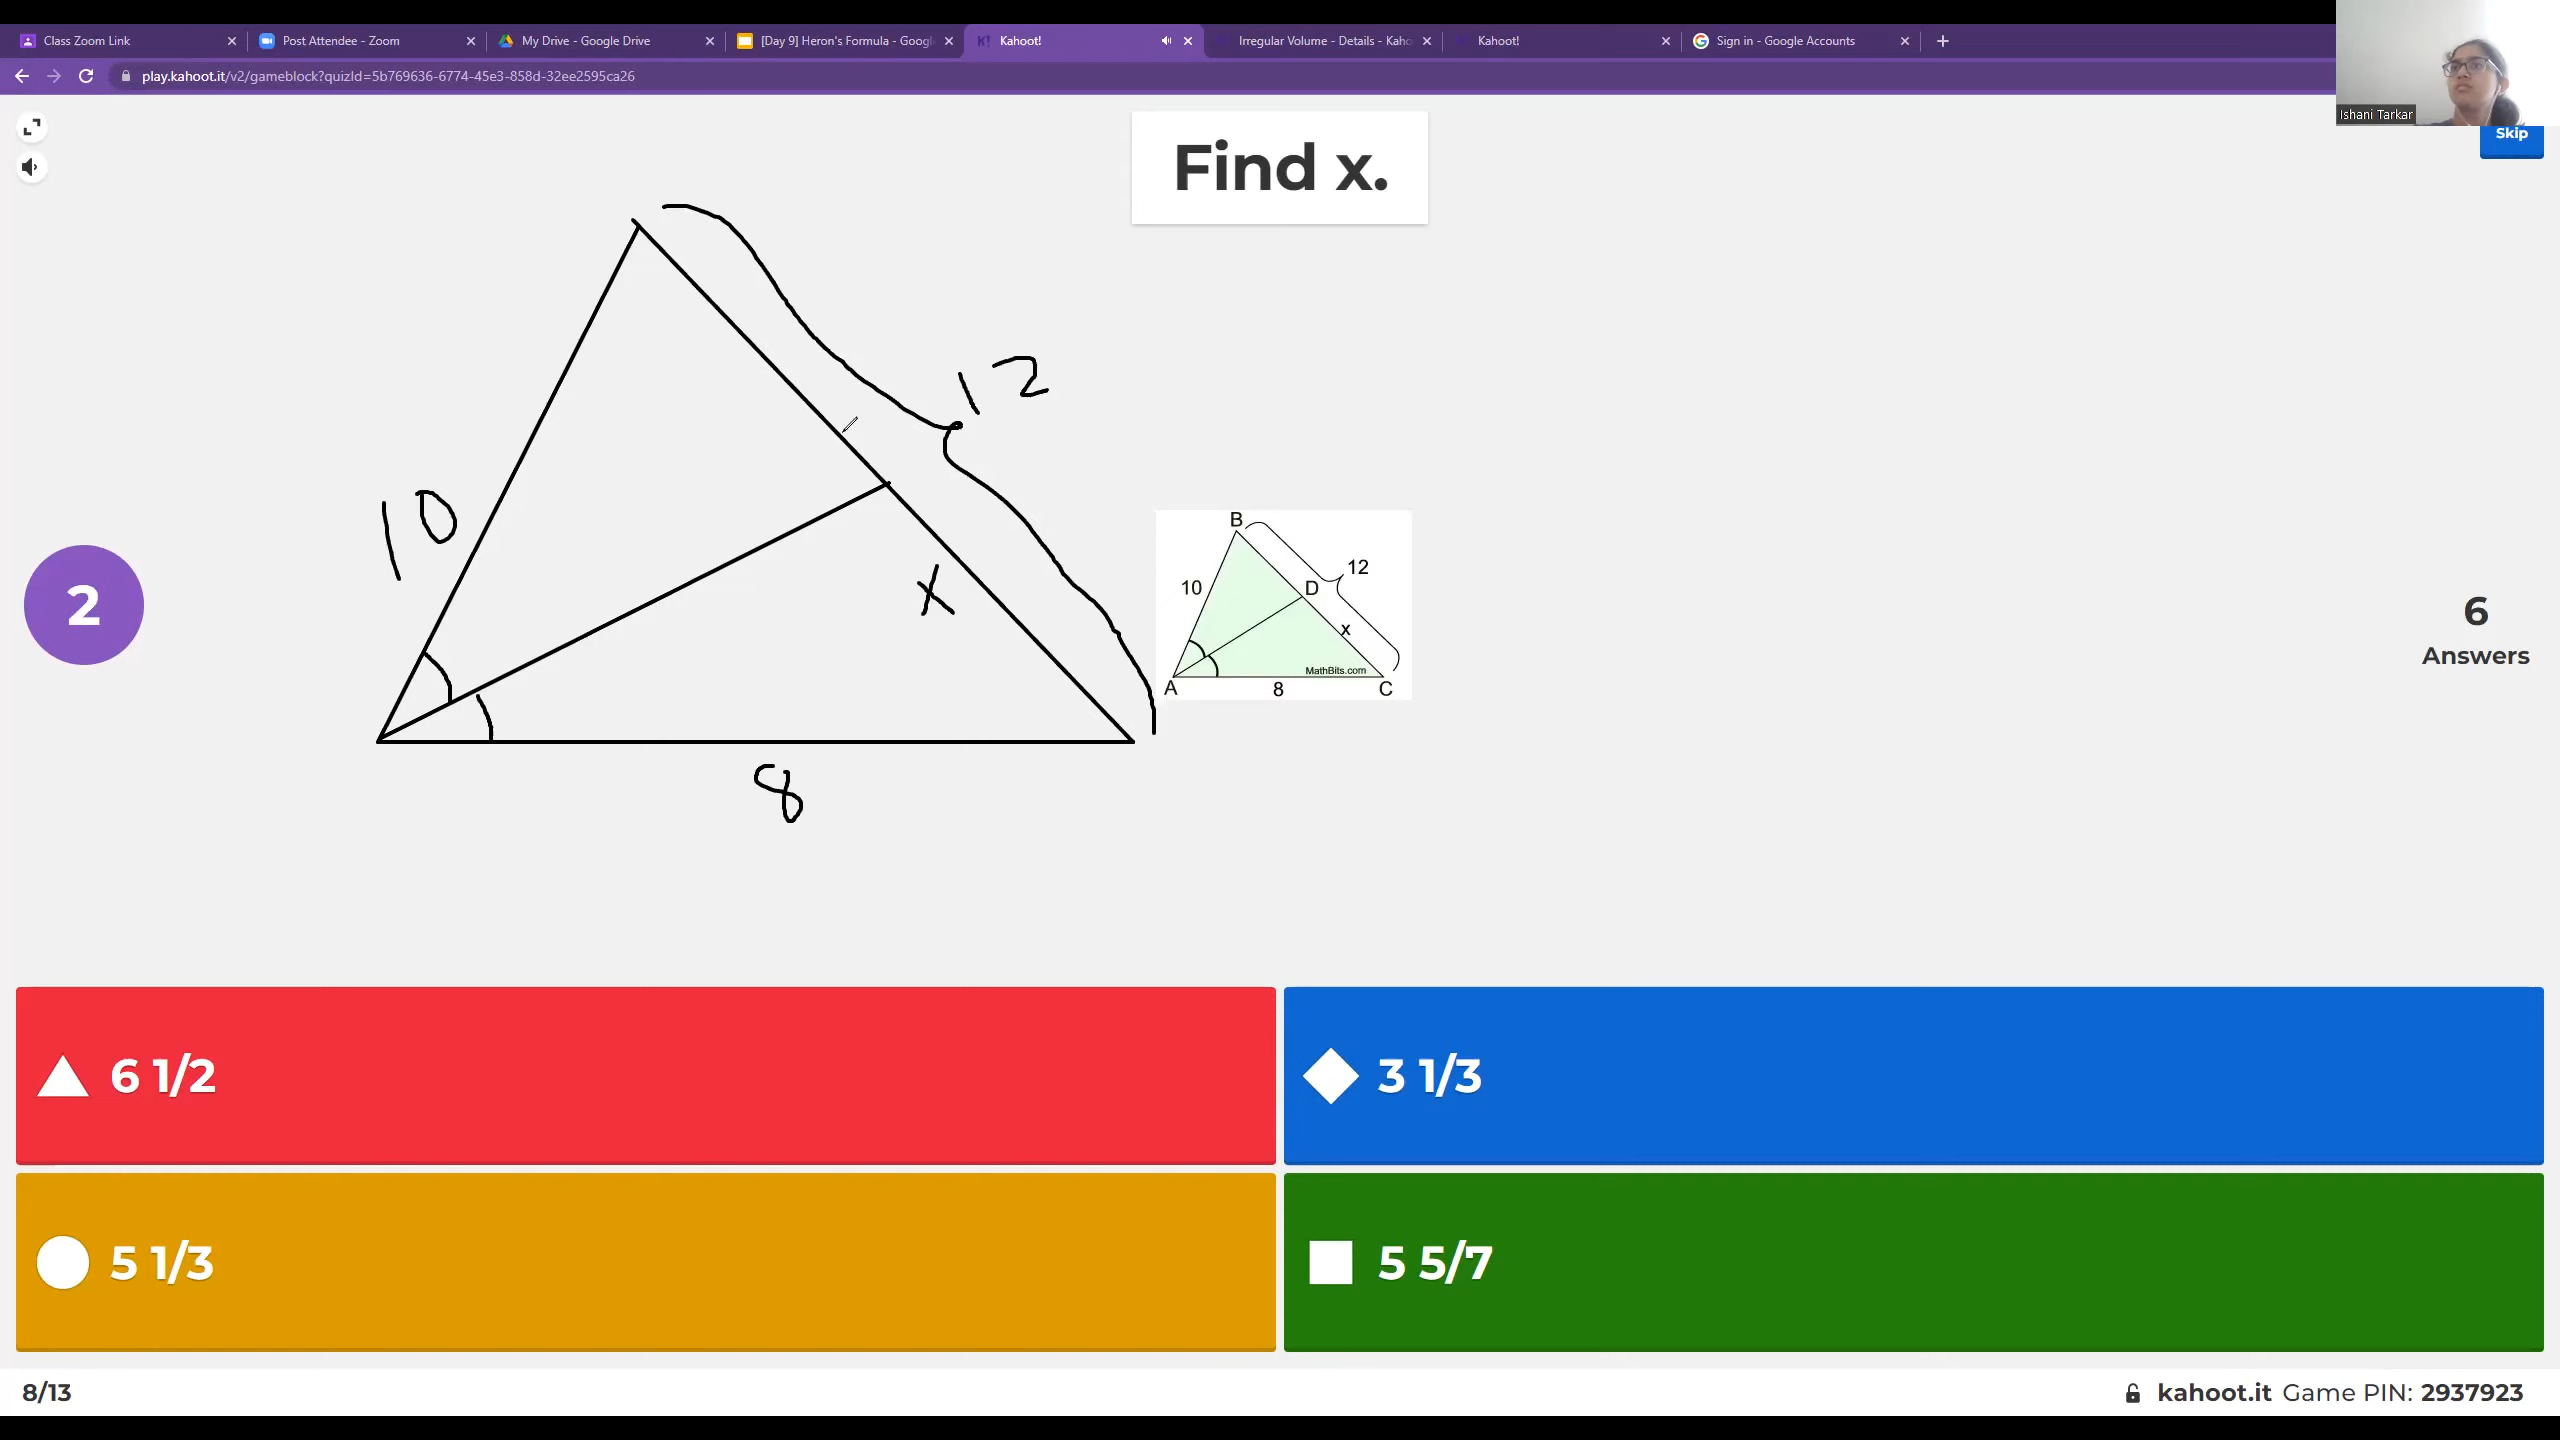 Class Zoom Link
Post Attendee - Zoom
My Drive - Google Drive
[Day 9] Heron's Formula - Googl
K! Kahoot!
Irregular Volume - Details - Kaho
Kahoot!
Sign in - Google Accounts
play.kahoot.it/v2/gameblock?quizId=5b769636-6774-45e3-858d-32ee2595ca26
Ishani Tarkar
Skip
Find x.
12
10
x
8
B
12
10
D
x
MathBits.com
A
8
C
2
6
Answers
6 1/2
3 1/3
5 1/3
5 5/7
8/13
kahoot.it Game PIN: 2937923